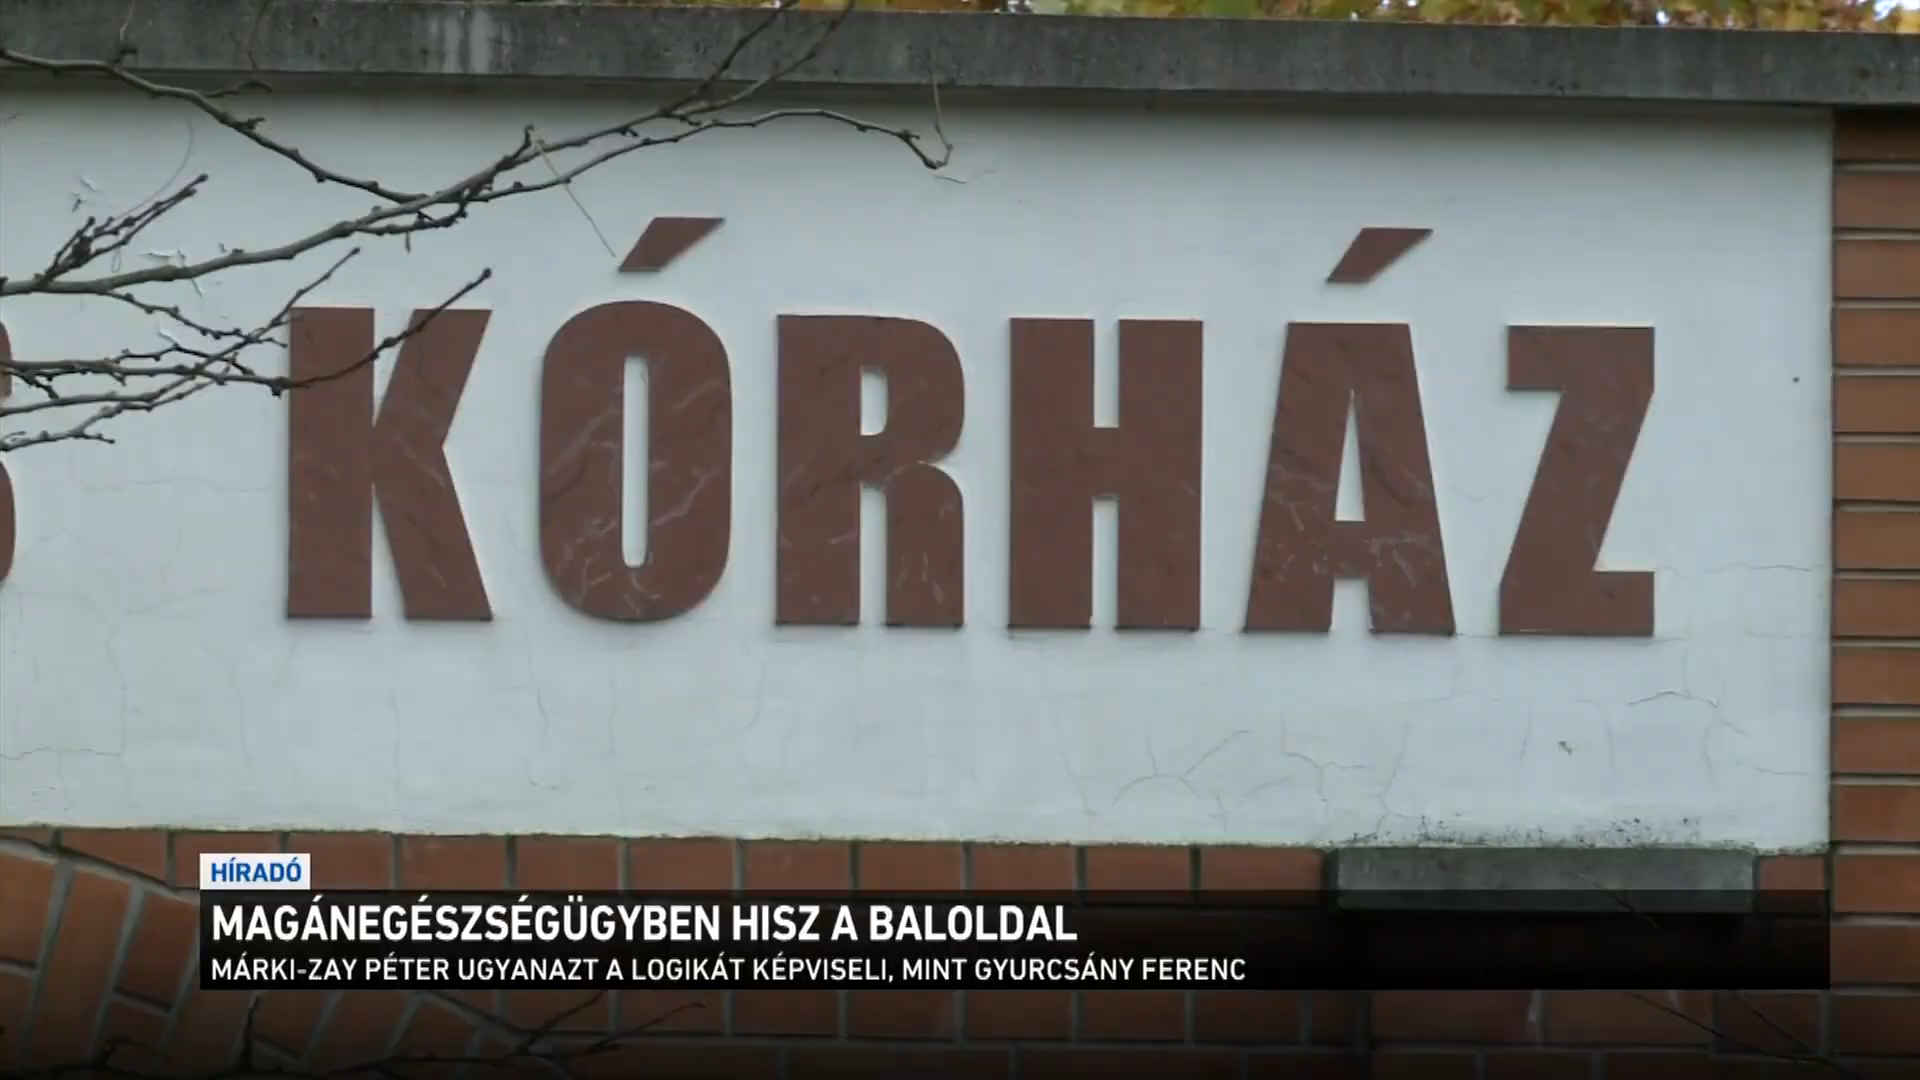 KÓRHÁZ
HÍRADÓ
MAGÁNEGÉSZSÉGÜGYBEN HISZ A BALOLDAL
MÁRKI-ZAY PÉTER UGYANAZT A LOGIKÁT KÉPVISELI, MINT GYURCSÁNY FERENC